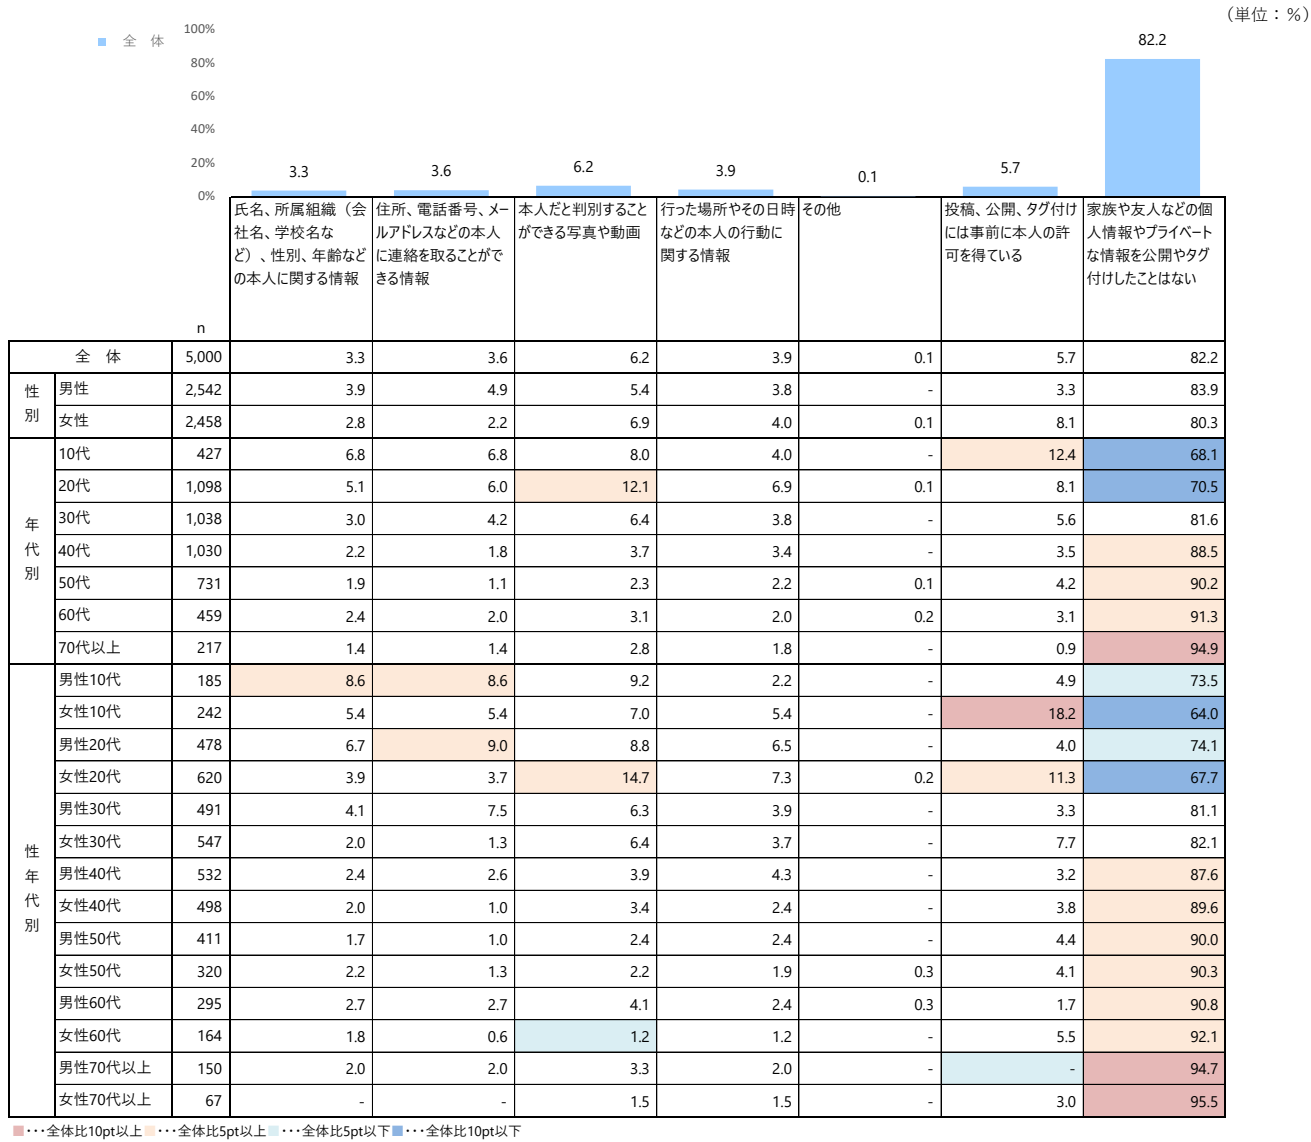 （単位：％）
■ 全　体
100%
80%
60%
40%
20%
0%
3.3 3.6 6.2 3.9 0.1 5.7 82.2
氏名、所属組織（会社名、学校名など）、性別、年齢などの本人に関する情報
住所、電話番号、メールアドレスなどの本人に連絡を取ることができる情報
本人だと判別することができる写真や動画
行った場所やその日時などの本人の行動に関する情報
その他
投稿、公開、タグ付けには事前に本人の許可を得ている
家族や友人などの個人情報やプライベートな情報を公開やタグ付けしたことはない
n
全　体 5,000 3.3 3.6 6.2 3.9 0.1 5.7 82.2
性別
男性 2,542 3.9 4.9 5.4 3.8 - 3.3 83.9
女性 2,458 2.8 2.2 6.9 4.0 0.1 8.1 80.3
年代別
10代 427 6.8 6.8 8.0 4.0 - 12.4 68.1
20代 1,098 5.1 6.0 12.1 6.9 0.1 8.1 70.5
30代 1,038 3.0 4.2 6.4 3.8 - 5.6 81.6
40代 1,030 2.2 1.8 3.7 3.4 - 3.5 88.5
50代 731 1.9 1.1 2.3 2.2 0.1 4.2 90.2
60代 459 2.4 2.0 3.1 2.0 0.2 3.1 91.3
70代以上 217 1.4 1.4 2.8 1.8 - 0.9 94.9
性年代別
男性10代 185 8.6 8.6 9.2 2.2 - 4.9 73.5
女性10代 242 5.4 5.4 7.0 5.4 - 18.2 64.0
男性20代 478 6.7 9.0 8.8 6.5 - 4.0 74.1
女性20代 620 3.9 3.7 14.7 7.3 0.2 11.3 67.7
男性30代 491 4.1 7.5 6.3 3.9 - 3.3 81.1
女性30代 547 2.0 1.3 6.4 3.7 - 7.7 82.1
男性40代 532 2.4 2.6 3.9 4.3 - 3.2 87.6
女性40代 498 2.0 1.0 3.4 2.4 - 3.8 89.6
男性50代 411 1.7 1.0 2.4 2.4 - 4.4 90.0
女性50代 320 2.2 1.3 2.2 1.9 0.3 4.1 90.3
男性60代 295 2.7 2.7 4.1 2.4 0.3 1.7 90.8
女性60代 164 1.8 0.6 1.2 1.2 - 5.5 92.1
男性70代以上 150 2.0 2.0 3.3 2.0 - - 94.7
女性70代以上 67 - - 1.5 1.5 - 3.0 95.5
■・・・全体比10pt以上■・・・全体比5pt以上■・・・全体比5pt以下■・・・全体比10pt以下